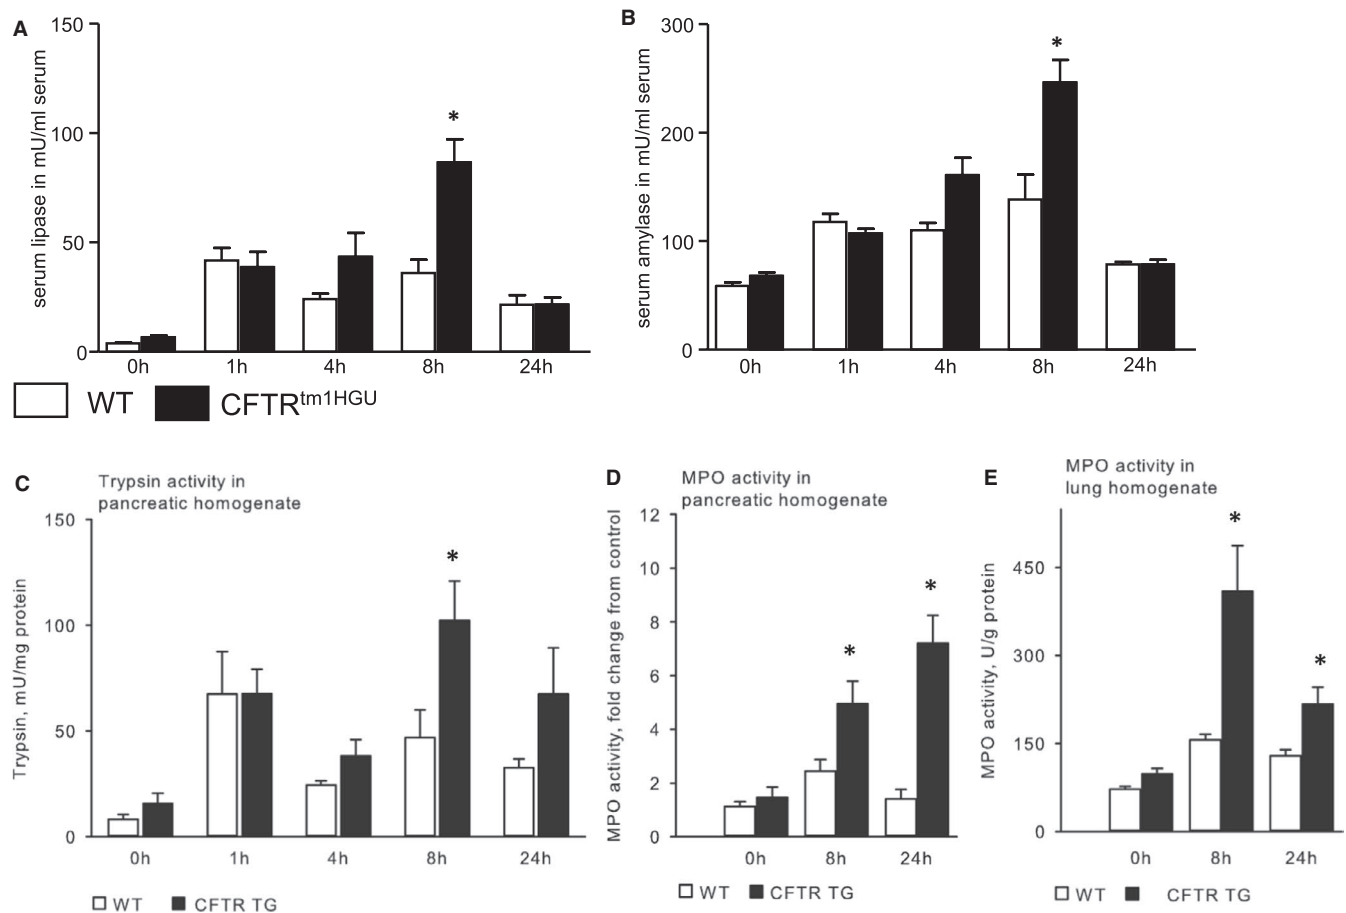 A
serum lipase in mU/ml serum
150
100
50
0
*
0h 1h 4h 8h 24h
B
serum amylase in mU/ml serum
300
200
100
0
*
0h 1h 4h 8h 24h
WT CFTRtm1HGU
C
Trypsin activity in
pancreatic homogenate
Trypsin, mU/mg protein
150
100
50
0
*
0h 1h 4h 8h 24h
WT CFTR TG
D
MPO activity in
pancreatic homogenate
MPO activity, fold change from control
12
10
8
6
4
2
0
* *
0h 8h 24h
WT CFTR TG
E
MPO activity in
lung homogenate
MPO activity, U/g protein
450
300
150
0
* *
0h 8h 24h
WT CFTR TG